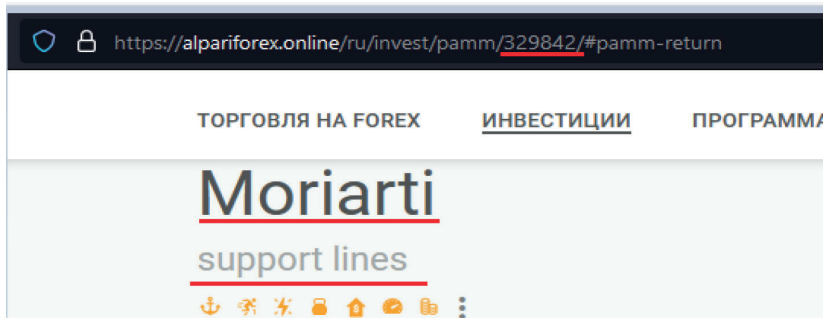 https://alpariforex.online/ru/invest/pamm/329842/#pamm-return
ТОРГОВЛЯ НА FOREX ИНВЕСТИЦИИ ПРОГРАММА
Moriarti
support lines